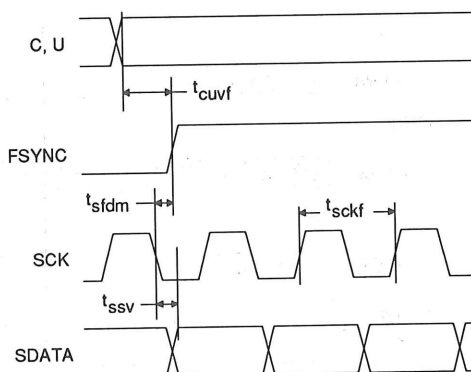 C, U
t_cuvf
FSYNC
t_sfdm
t_sckf
SCK
t_ssv
SDATA